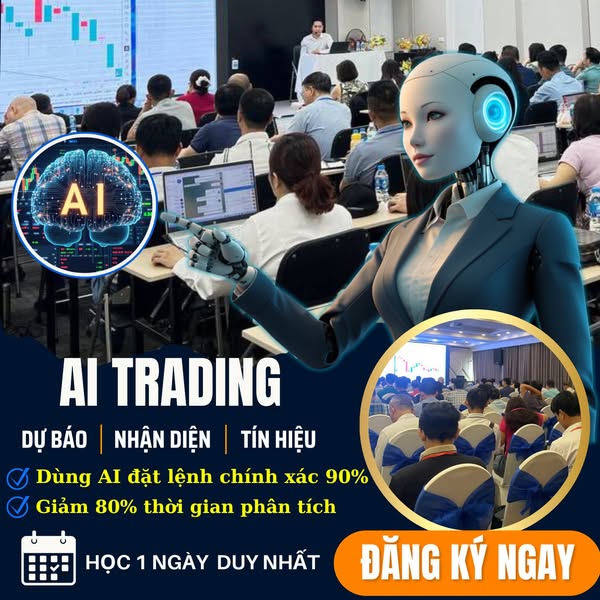 AI
AI TRADING
DỰ BÁO | NHẬN DIỆN | TÍN HIỆU
Dùng AI đặt lệnh chính xác 90%
Giảm 80% thời gian phân tích
HỌC 1 NGÀY DUY NHẤT
ĐĂNG KÝ NGAY